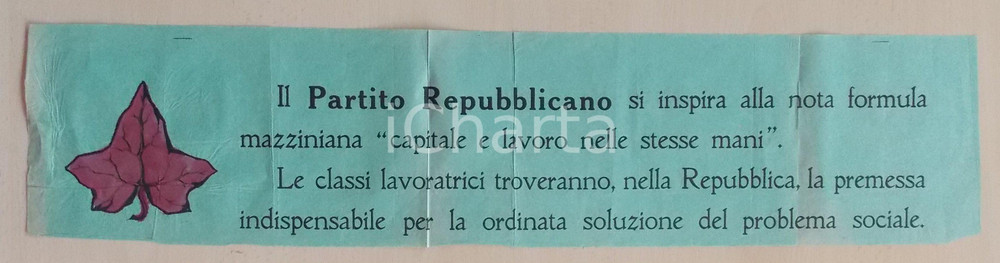 Il Partito Repubblicano si inspira alla nota formula
mazziniana “capitale e lavoro nelle stesse mani”.
Le classi lavoratrici troveranno, nella Repubblica, la premessa
indispensabile per la ordinata soluzione del problema sociale.
iCharta